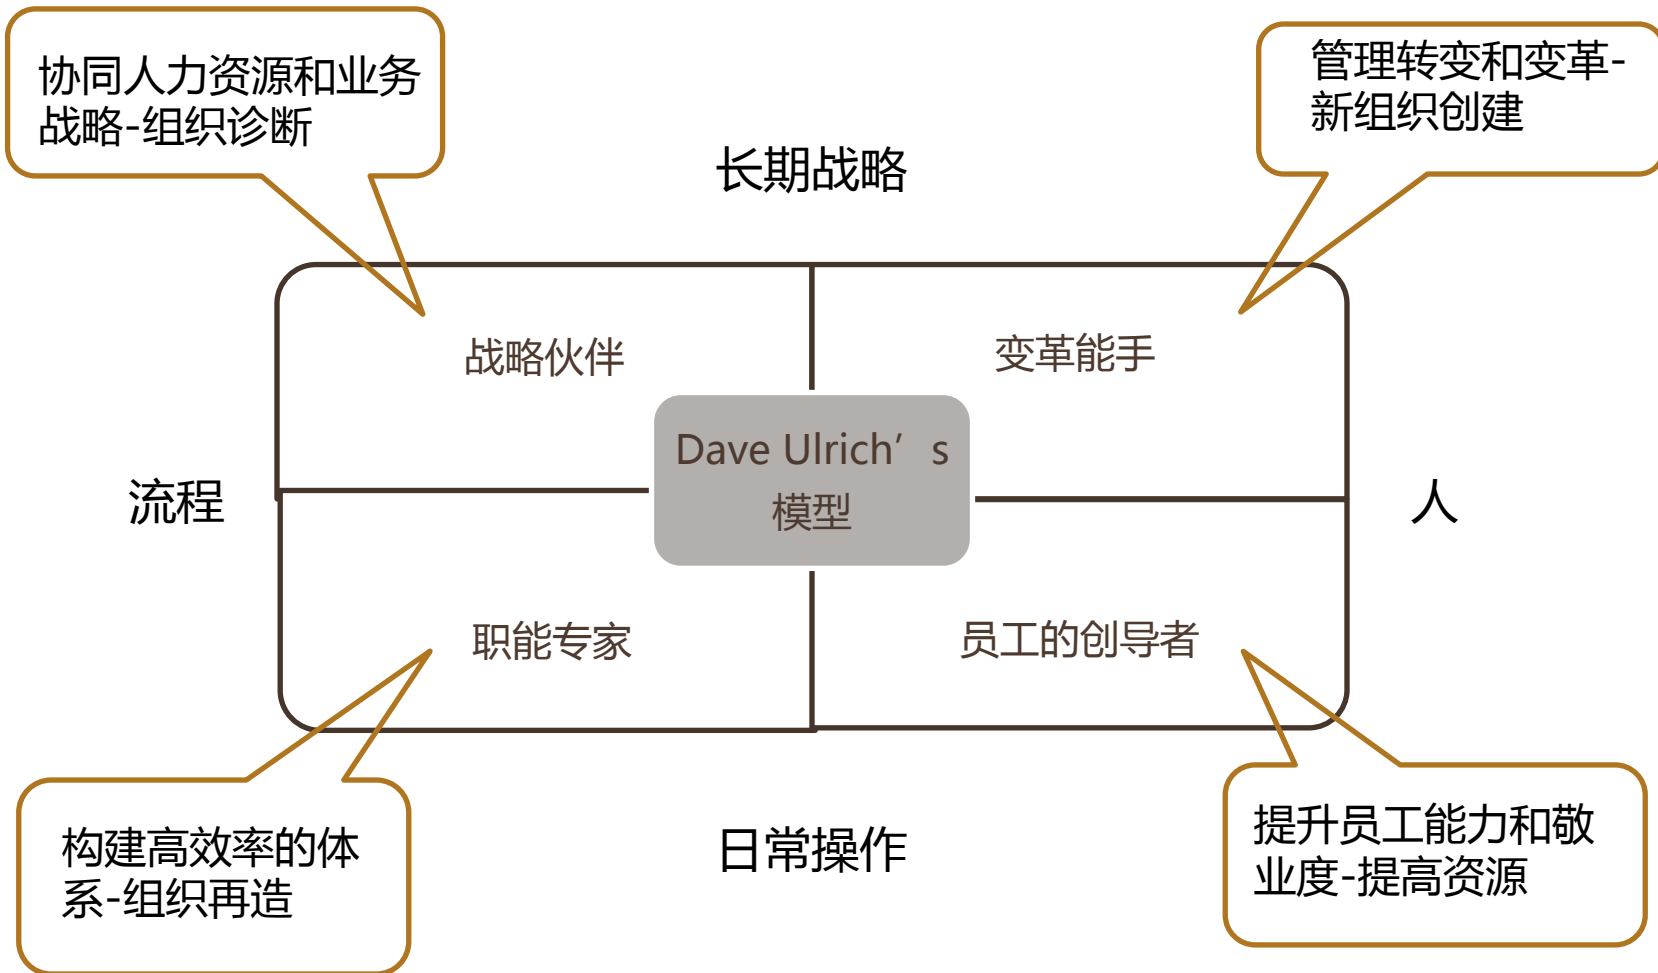 协同人力资源和业务
战略-组织诊断
管理转变和变革-
新组织创建
长期战略
战略伙伴
变革能手
Dave Ulrich’s
模型
流程
人
职能专家
员工的创导者
构建高效率的体
系-组织再造
日常操作
提升员工能力和敬
业度-提高资源